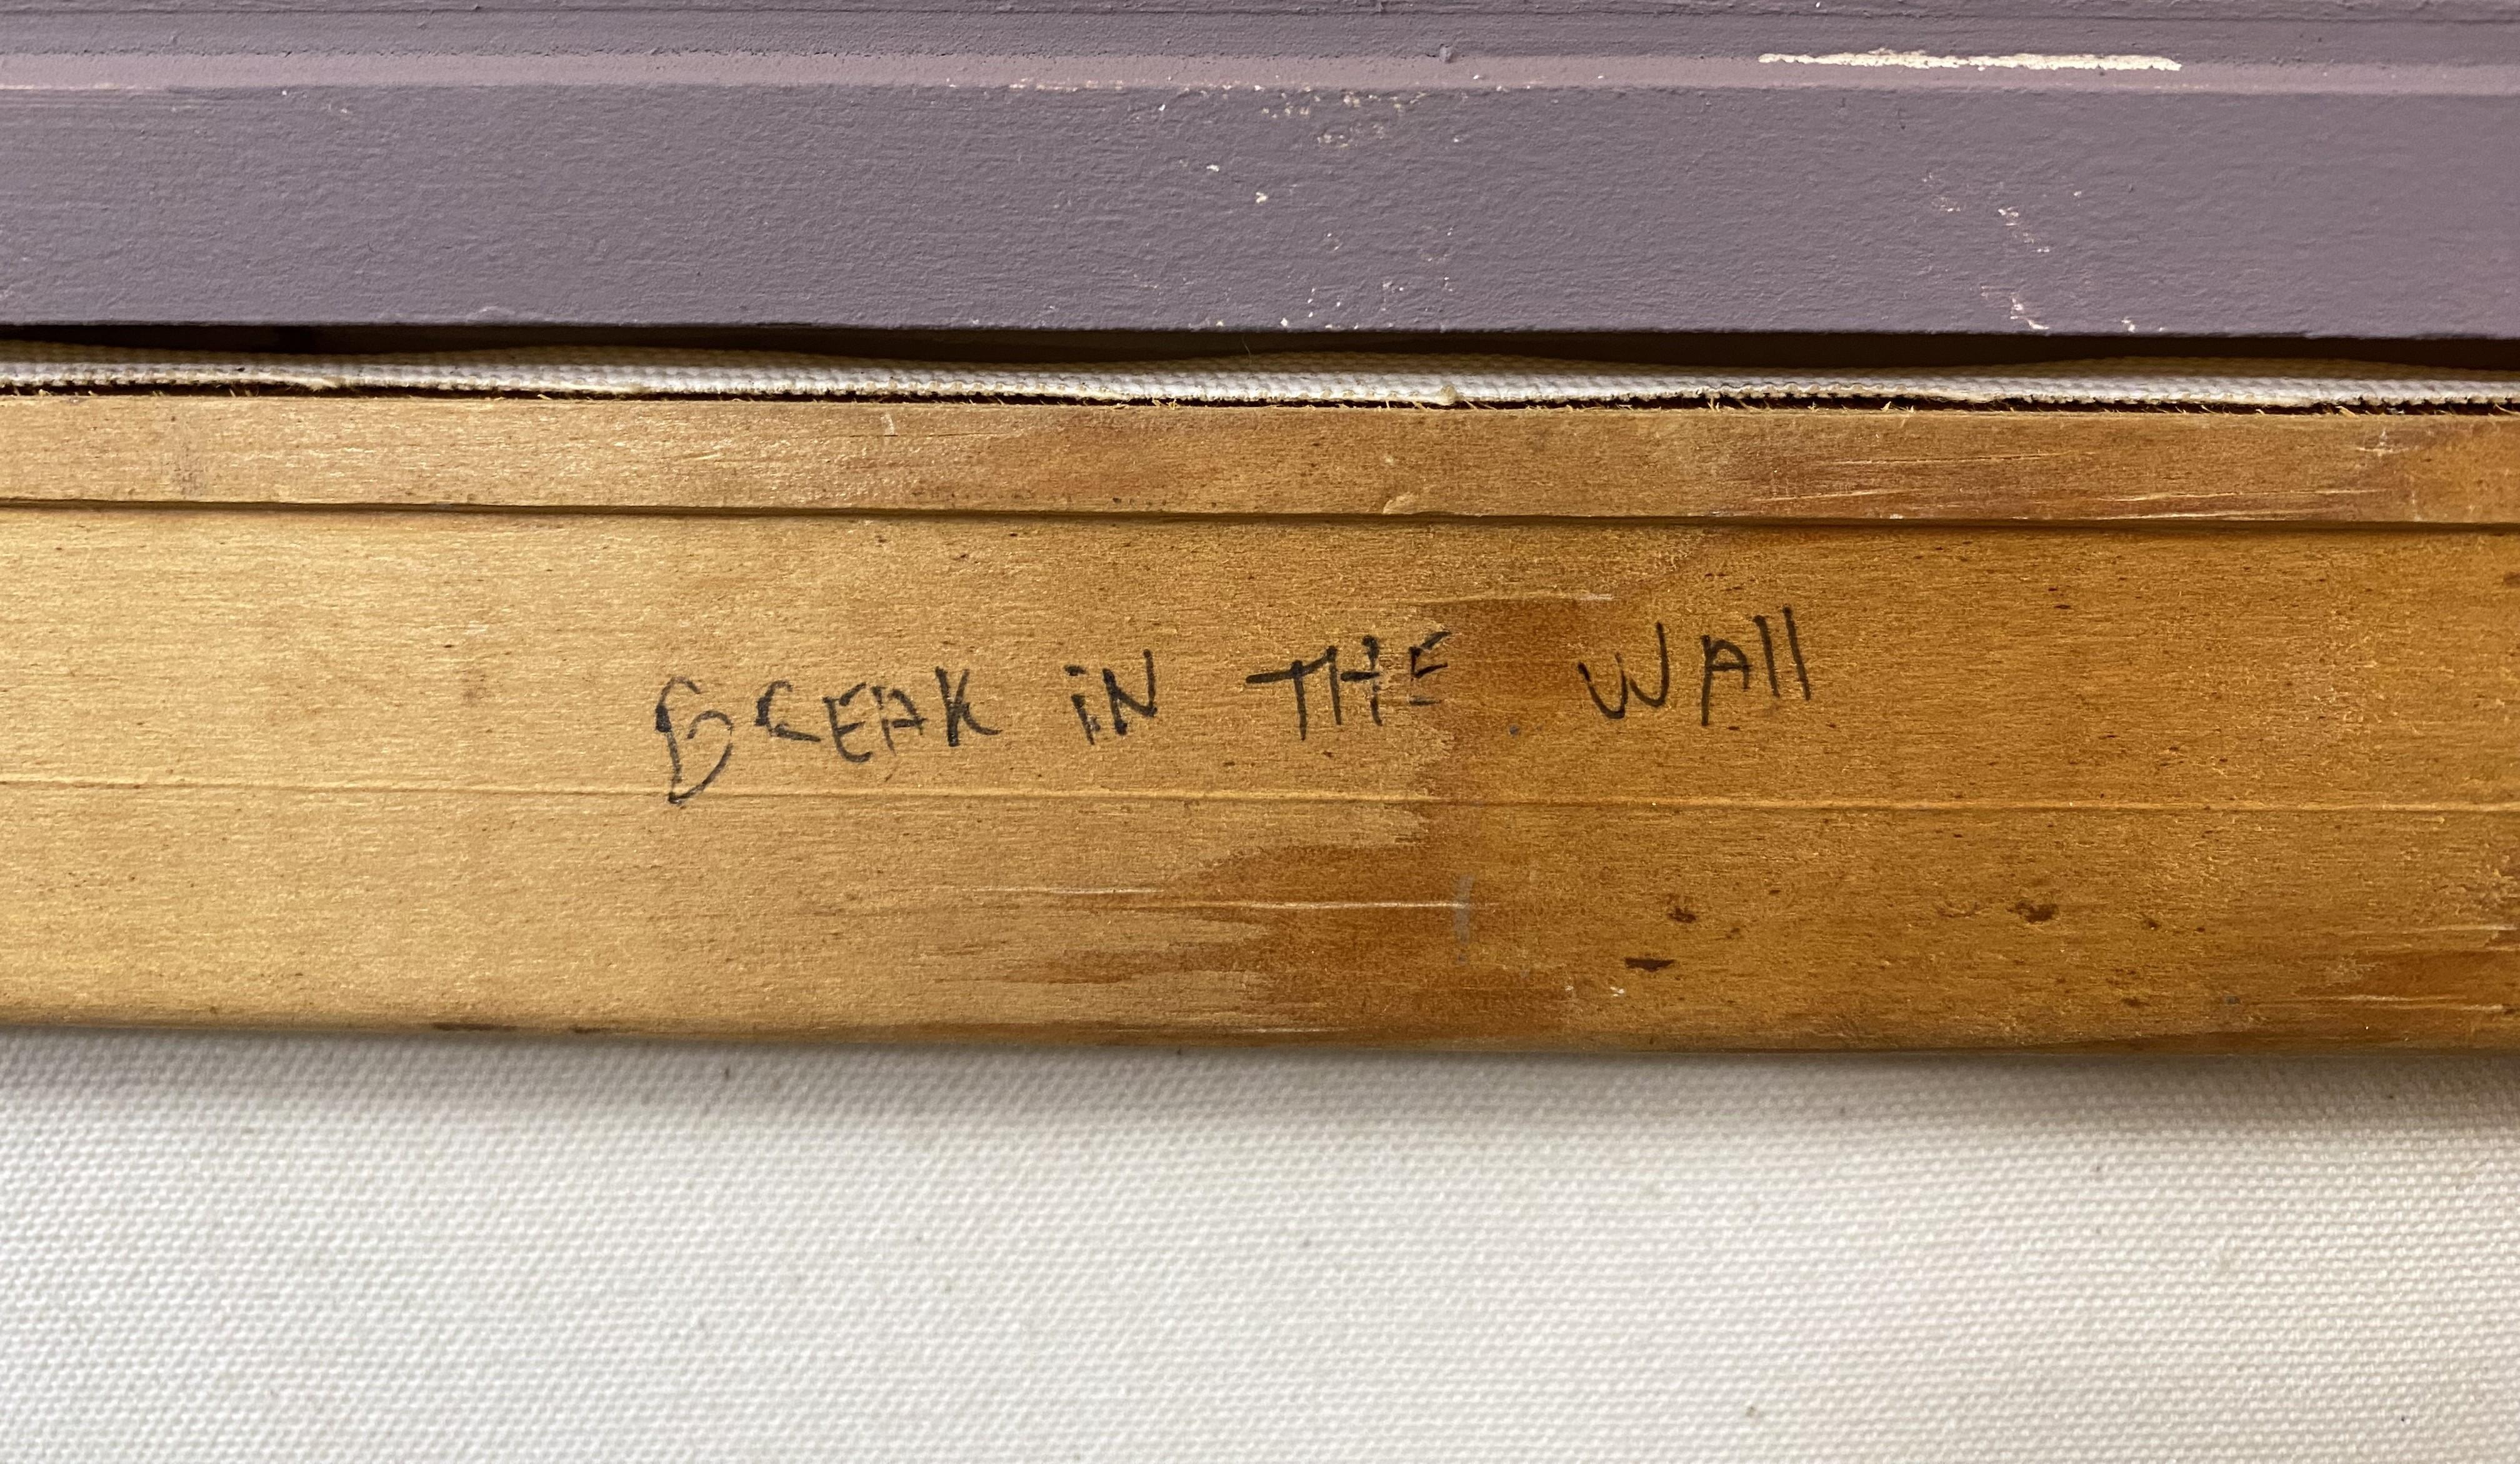 BREAK iN THE WAll